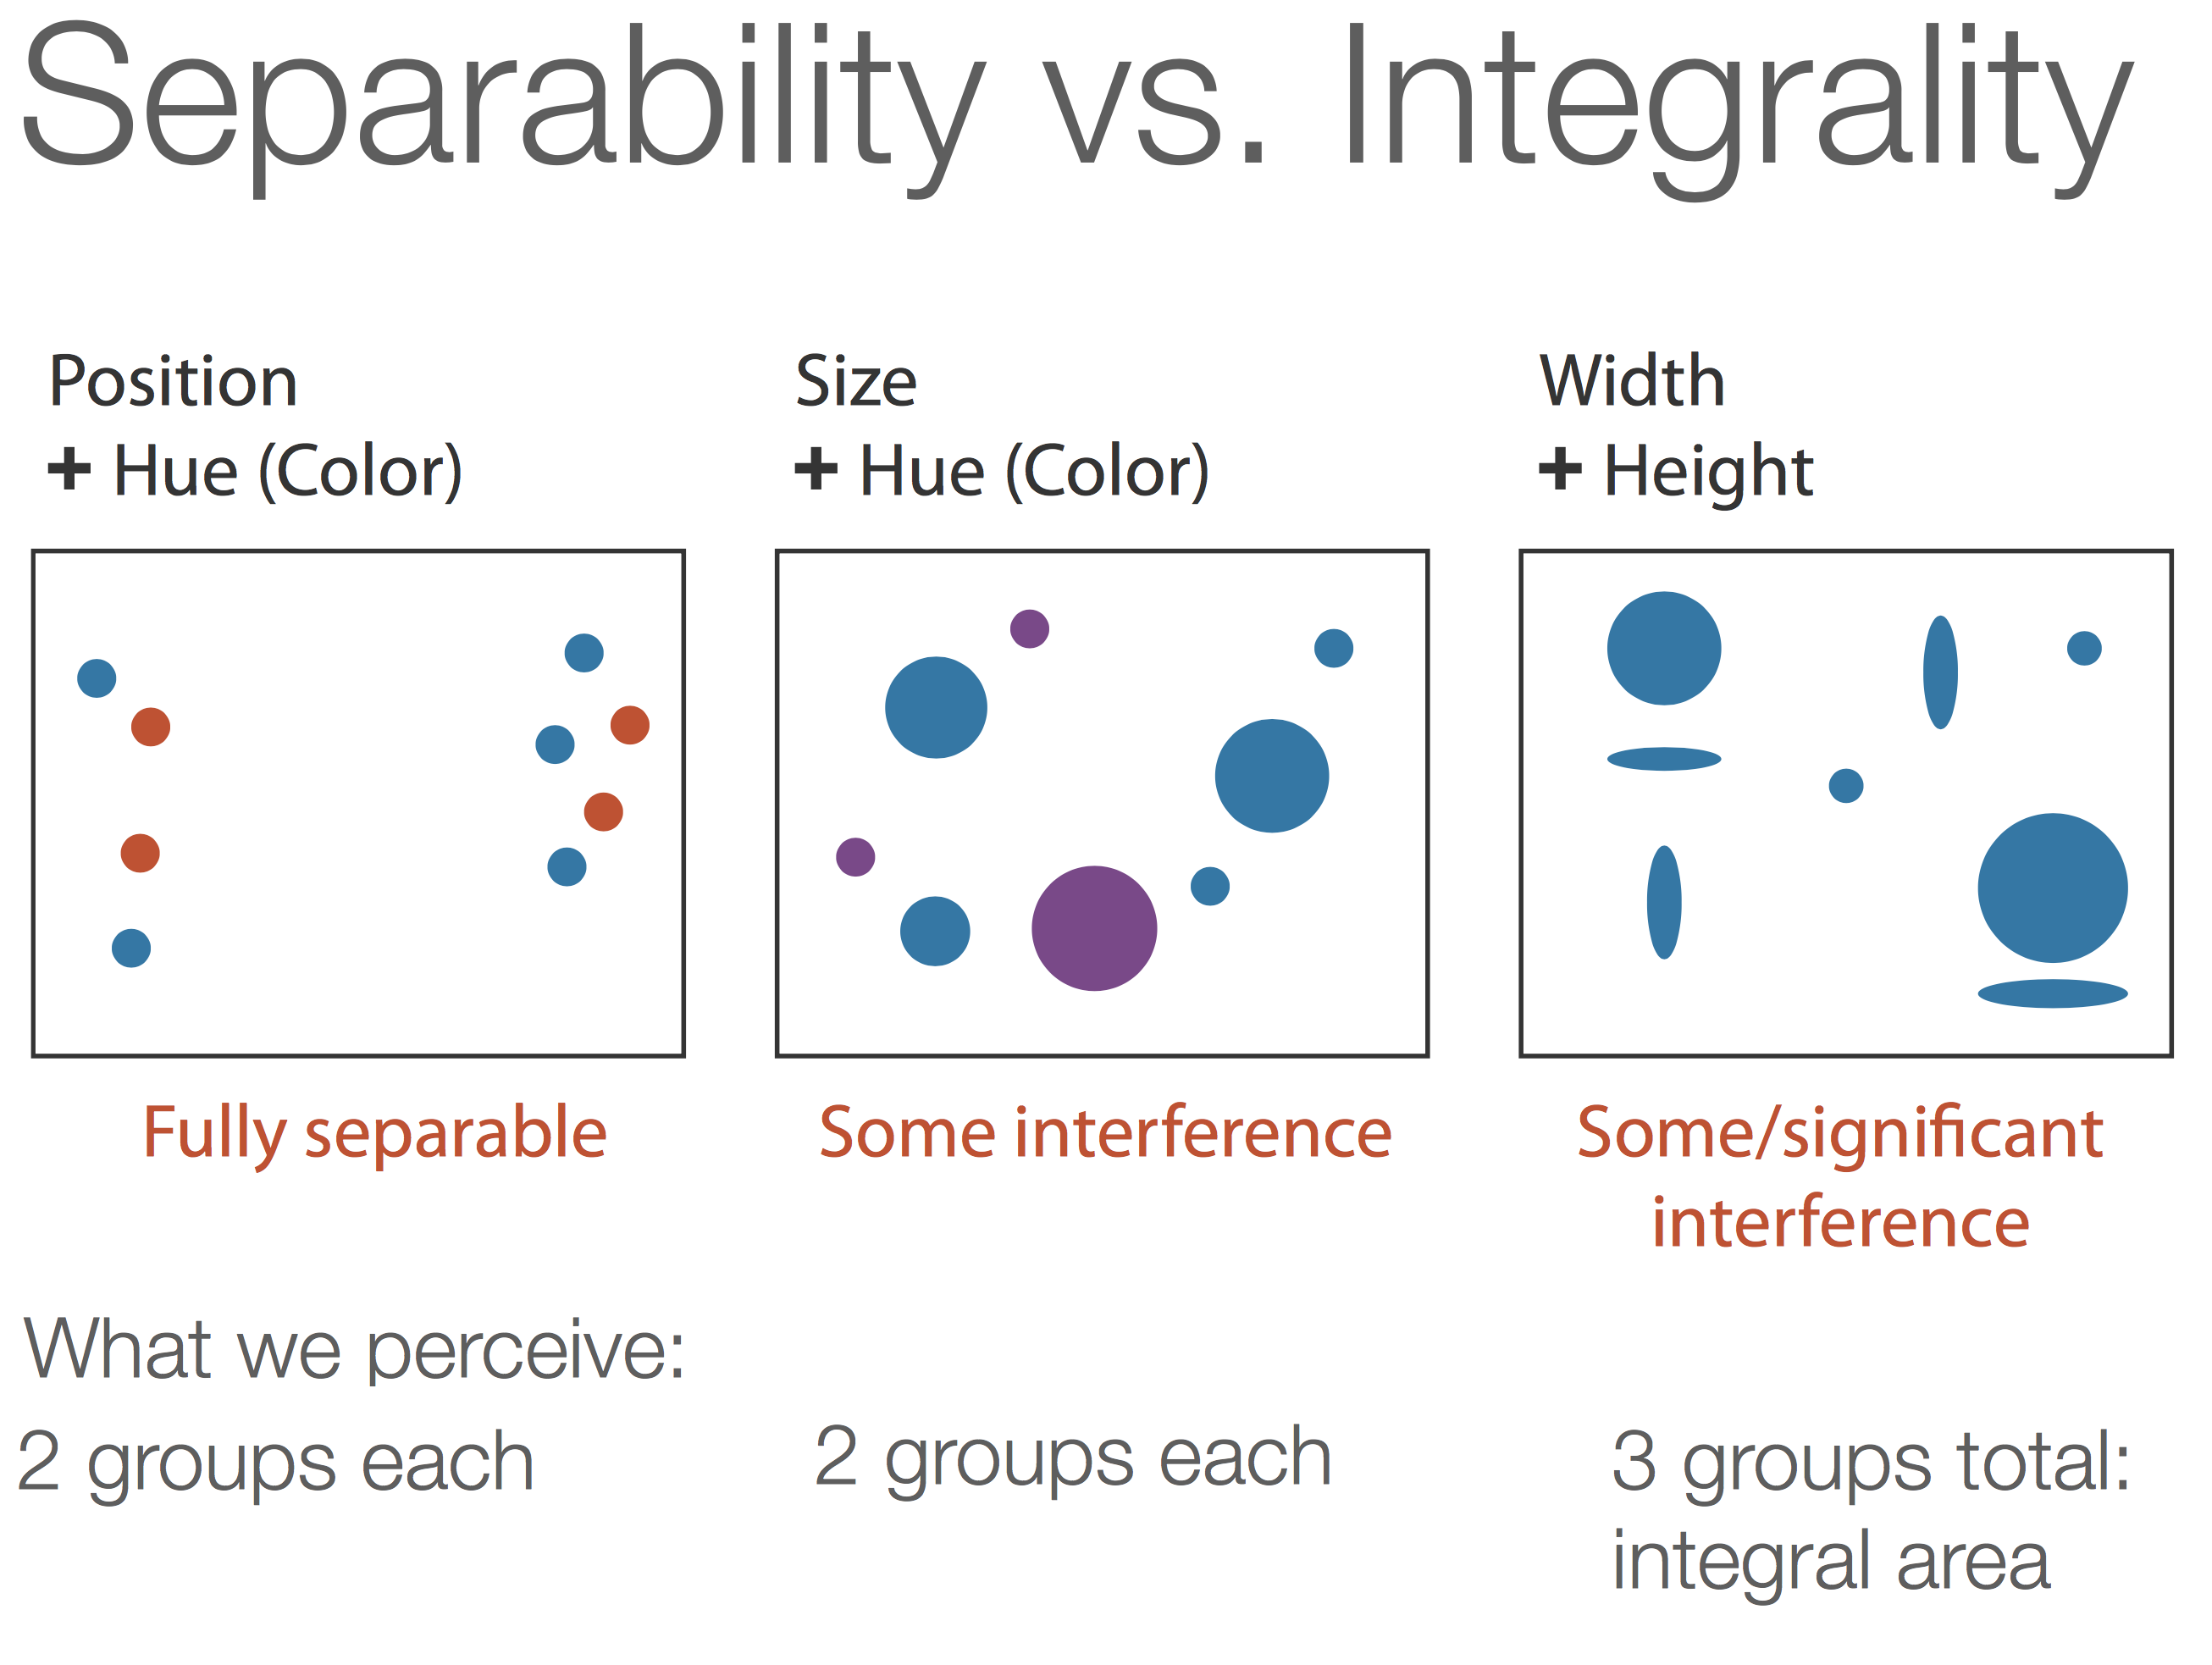 Separability vs. Integrality
Position
+ Hue (Color)
Size
+ Hue (Color)
Width
+ Height
Fully separable
Some interference
Some/significant
interference
What we perceive:
2 groups each
2 groups each
3 groups total:
integral area